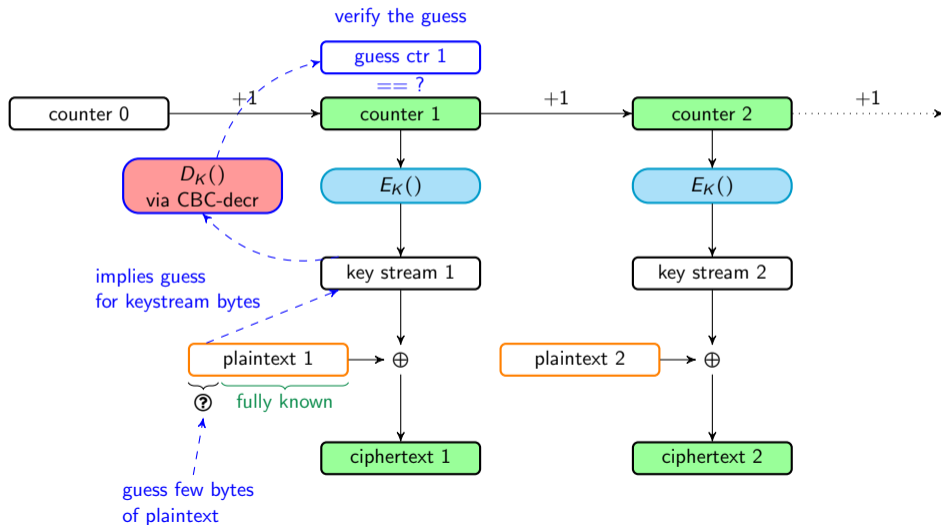 verify the guess
guess ctr 1
== ?
counter 0
+1
counter 1
+1
counter 2
+1
D_K()
via CBC-decr
E_K()
E_K()
implies guess
for keystream bytes
key stream 1
key stream 2
plaintext 1
⊕
plaintext 2
⊕
?
fully known
ciphertext 1
ciphertext 2
guess few bytes
of plaintext